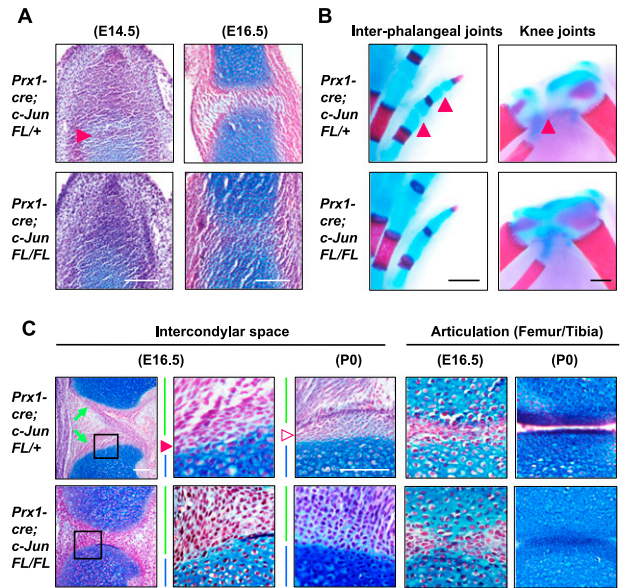 A
(E14.5)
(E16.5)
Prx1-
cre;
c-Jun
FL/+
Prx1-
cre;
c-Jun
FL/FL
B
Inter-phalangeal joints
Knee joints
Prx1-
cre;
c-Jun
FL/+
Prx1-
cre;
c-Jun
FL/FL
C
Intercondylar space
Articulation (Femur/Tibia)
(E16.5)
(P0)
(E16.5)
(P0)
Prx1-
cre;
c-Jun
FL/+
Prx1-
cre;
c-Jun
FL/FL